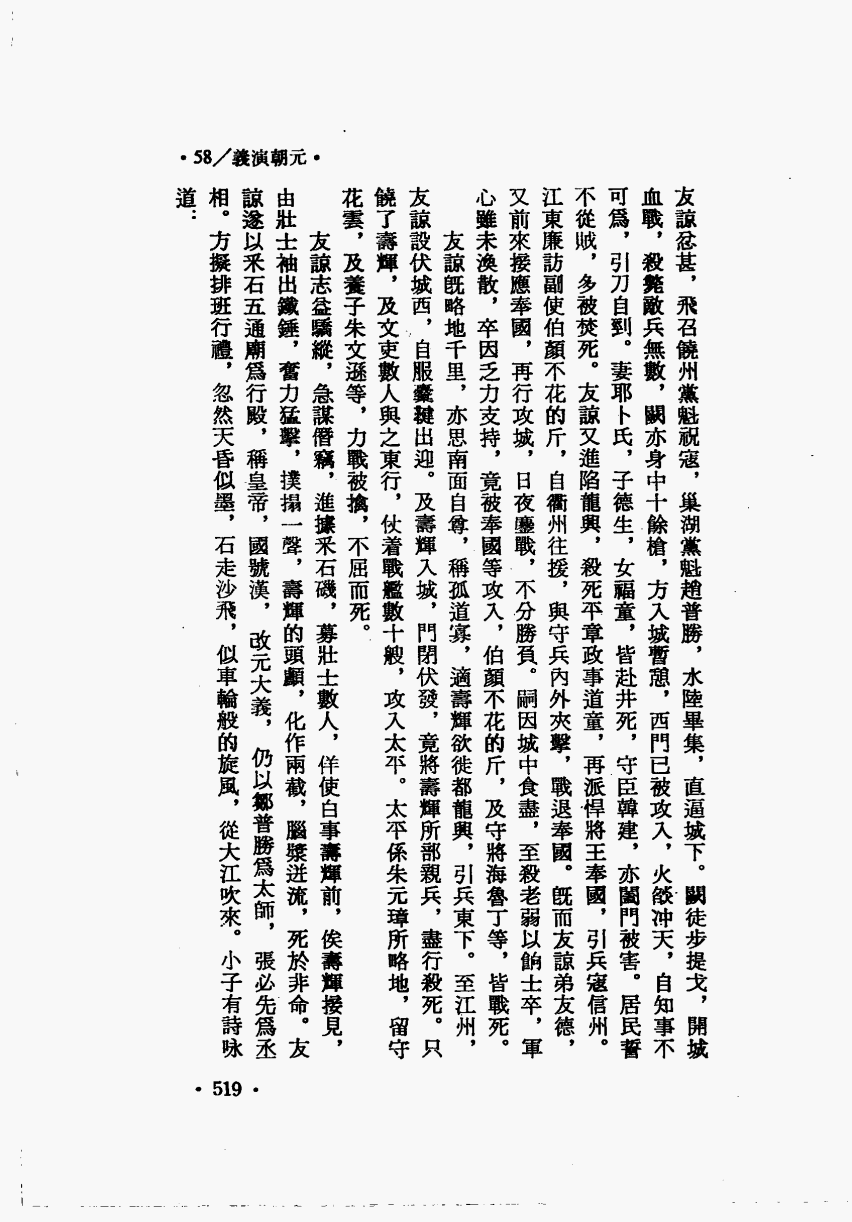 •58／義演朝元•
友諒忿甚，飛召饒州黨魁祝寇，巢湖黨魁趙普勝，水陸畢集，直逼城下。闕徒步提戈，開城
血戰，殺斃敵兵無數，闕亦身中十餘槍，方入城暫憩，西門已被攻入，火燄冲天，自知事不
可爲，引刀自剄。妻耶卜氏，子德生，女福童，皆赴井死，守臣韓建，亦闔門被害。居民誓
不從賊，多被焚死。友諒又進陷龍興，殺死平章政事道童，再派悍將王奉國，引兵寇信州。
江東廉訪副使伯顏不花的斤，自衢州往援，與守兵內外夾擊，戰退奉國。旣而友諒弟友德，
又前來接應奉國，再行攻城，日夜鏖戰，不分勝負。嗣因城中食盡，至殺老弱以餉士卒，軍
心雖未渙散，卒因乏力支持，竟被奉國等攻入，伯顏不花的斤，及守將海魯丁等，皆戰死。
友諒旣略地千里，亦思南面自尊，稱孤道寡，適壽輝欲徙都龍興，引兵東下。至江州，
友諒設伏城西，自服櫜鞬出迎。及壽輝入城，門閉伏發，竟將壽輝所部親兵，盡行殺死。只
饒了壽輝，及文吏數人與之東行，仗着戰艦數十艘，攻入太平。太平係朱元璋所略地，留守
花雲，及養子朱文遜等，力戰被擒，不屈而死。
友諒志益驕縱，急謀僭竊，進據采石磯，募壯士數人，佯使白事壽輝前，俟壽輝接見，
由壯士袖出鐵錘，奮力猛擊，撲搨一聲，壽輝的頭顱，化作兩截，腦漿迸流，死於非命。友
諒遂以采石五通廟爲行殿，稱皇帝，國號漢，改元大義，仍以鄒普勝爲太師，張必先爲丞
相。方擬排班行禮，忽然天昏似墨，石走沙飛，似車輪般的旋風，從大江吹來。小子有詩咏
道：
•519•